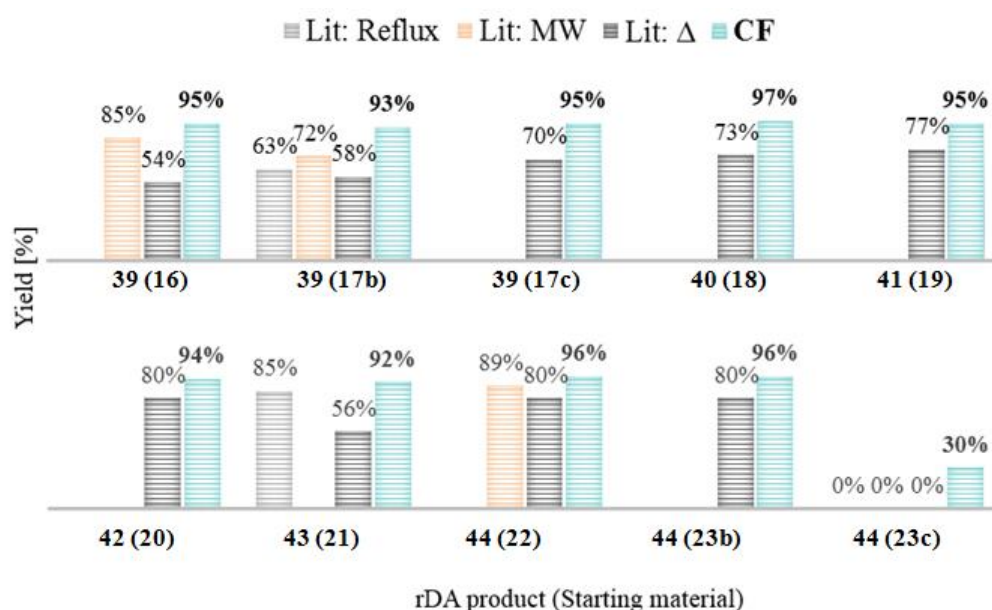 Lit: Reflux Lit: MW Lit: Δ CF
85% 54% 95% 63% 72% 58% 93% 70% 95% 73% 97% 77% 95%
39 (16) 39 (17b) 39 (17c) 40 (18) 41 (19)
Yield [%]
80% 94% 85% 56% 92% 89% 80% 96% 80% 96% 0% 0% 0% 30%
42 (20) 43 (21) 44 (22) 44 (23b) 44 (23c)
rDA product (Starting material)